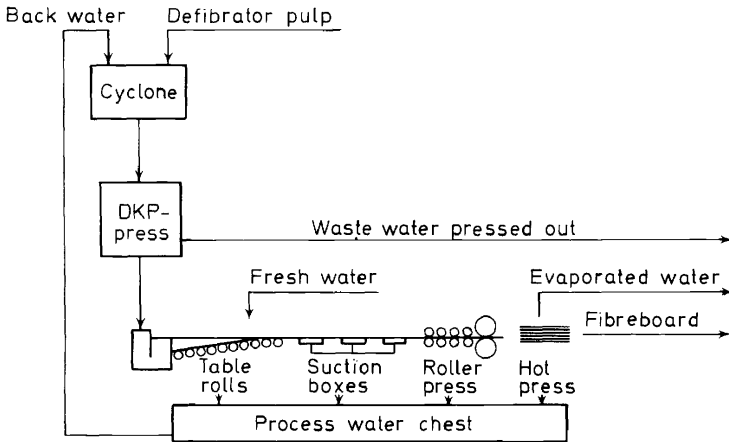 Back water
Defibrator pulp
Cyclone
DKP-
press
Waste water pressed out
Fresh water
Evaporated water
Fibreboard
Table
rolls
Suction
boxes
Roller
press
Hot
press
Process water chest